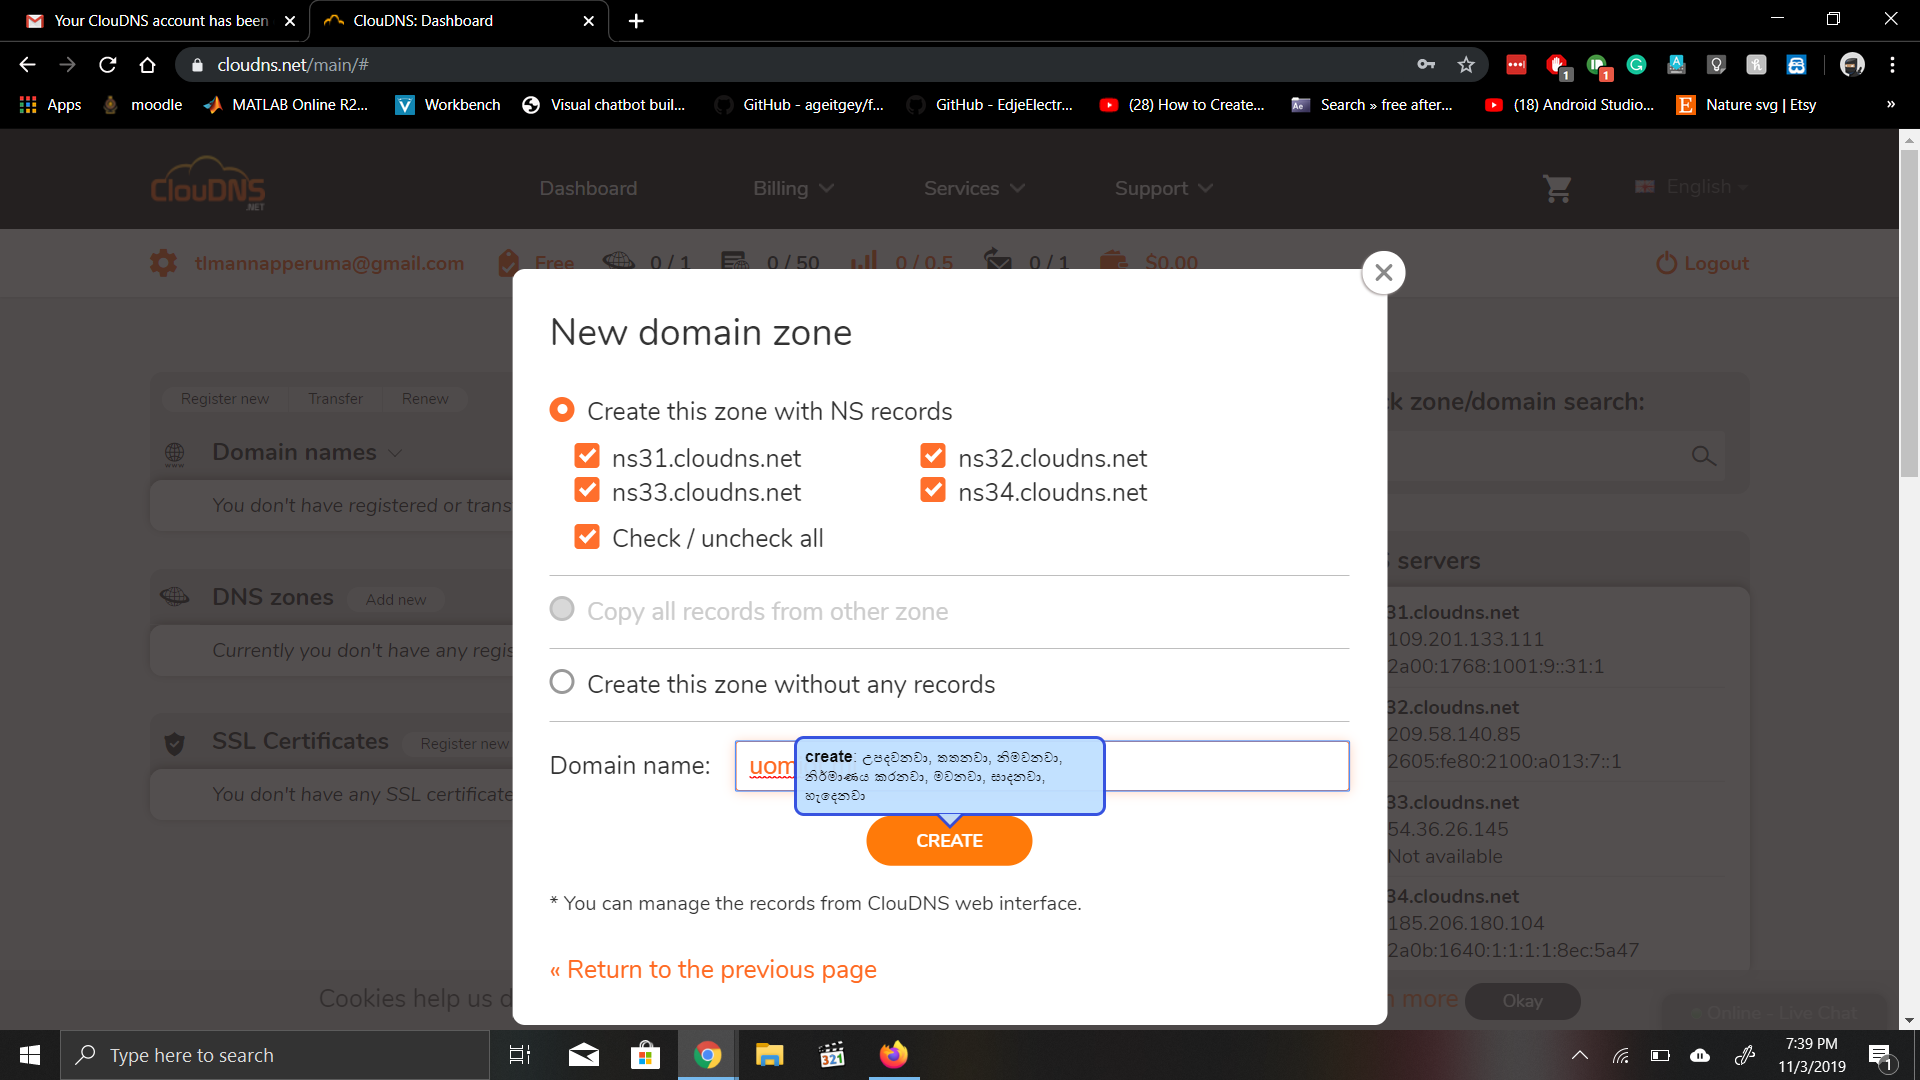 Your ClouDNS account has been
ClouDNS: Dashboard
cloudns.net/main/#
1
1
Apps
moodle
MATLAB Online R2...
Workbench
Visual chatbot buil...
GitHub - ageitgey/f...
GitHub - EdjeElectr...
(28) How to Create...
Search » free after...
(18) Android Studio...
Nature svg | Etsy
»
ClouDNS
.NET
Dashboard
Billing
Services
Support
English
tlmannapperuma@gmail.com
Free
0 / 1
0 / 50
0 / 0.5
0 / 1
$0.00
Logout
New domain zone
Create this zone with NS records
ns31.cloudns.net
ns32.cloudns.net
ns33.cloudns.net
ns34.cloudns.net
Check / uncheck all
Copy all records from other zone
Create this zone without any records
Domain name:
uom
create: උපදවනවා, තනනවා, නිමවනවා,
නිර්මාණය කරනවා, මවනවා, සාදනවා,
හැදෙනවා
CREATE
* You can manage the records from ClouDNS web interface.
« Return to the previous page
Register new
Transfer
Renew
Domain names
You don't have registered or trans
DNS zones
Add new
Currently you don't have any regis
SSL Certificates
Register new
You don't have any SSL certificate
k zone/domain search:
servers
31.cloudns.net
109.201.133.111
2a00:1768:1001:9::31:1
32.cloudns.net
209.58.140.85
2605:fe80:2100:a013:7::1
33.cloudns.net
54.36.26.145
Not available
34.cloudns.net
185.206.180.104
2a0b:1640:1:1:1:1:8ec:5a47
Cookies help us d
more
Okay
Online - Live Chat
Type here to search
321
7:39 PM
11/3/2019
1